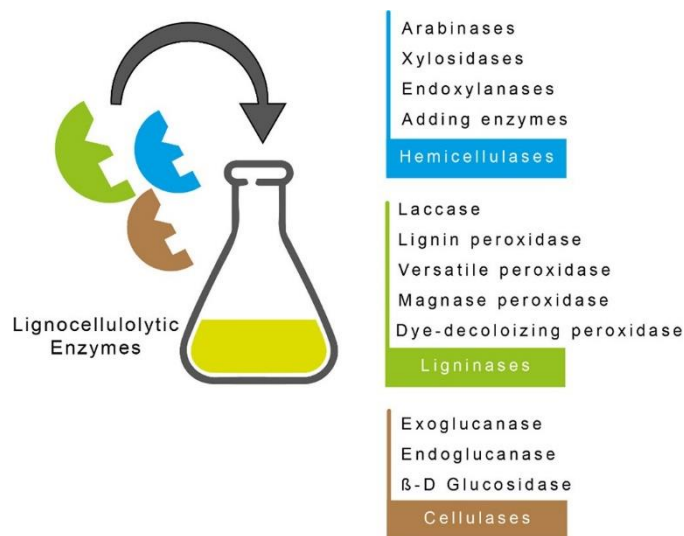 Arabinases
Xylosidases
Endoxylanases
Adding enzymes
Hemicellulases
Laccase
Lignin peroxidase
Versatile peroxidase
Magnase peroxidase
Dye-decoloizing peroxidase
Ligninases
Lignocellulolytic
Enzymes
Exoglucanase
Endoglucanase
ß-D Glucosidase
Cellulases